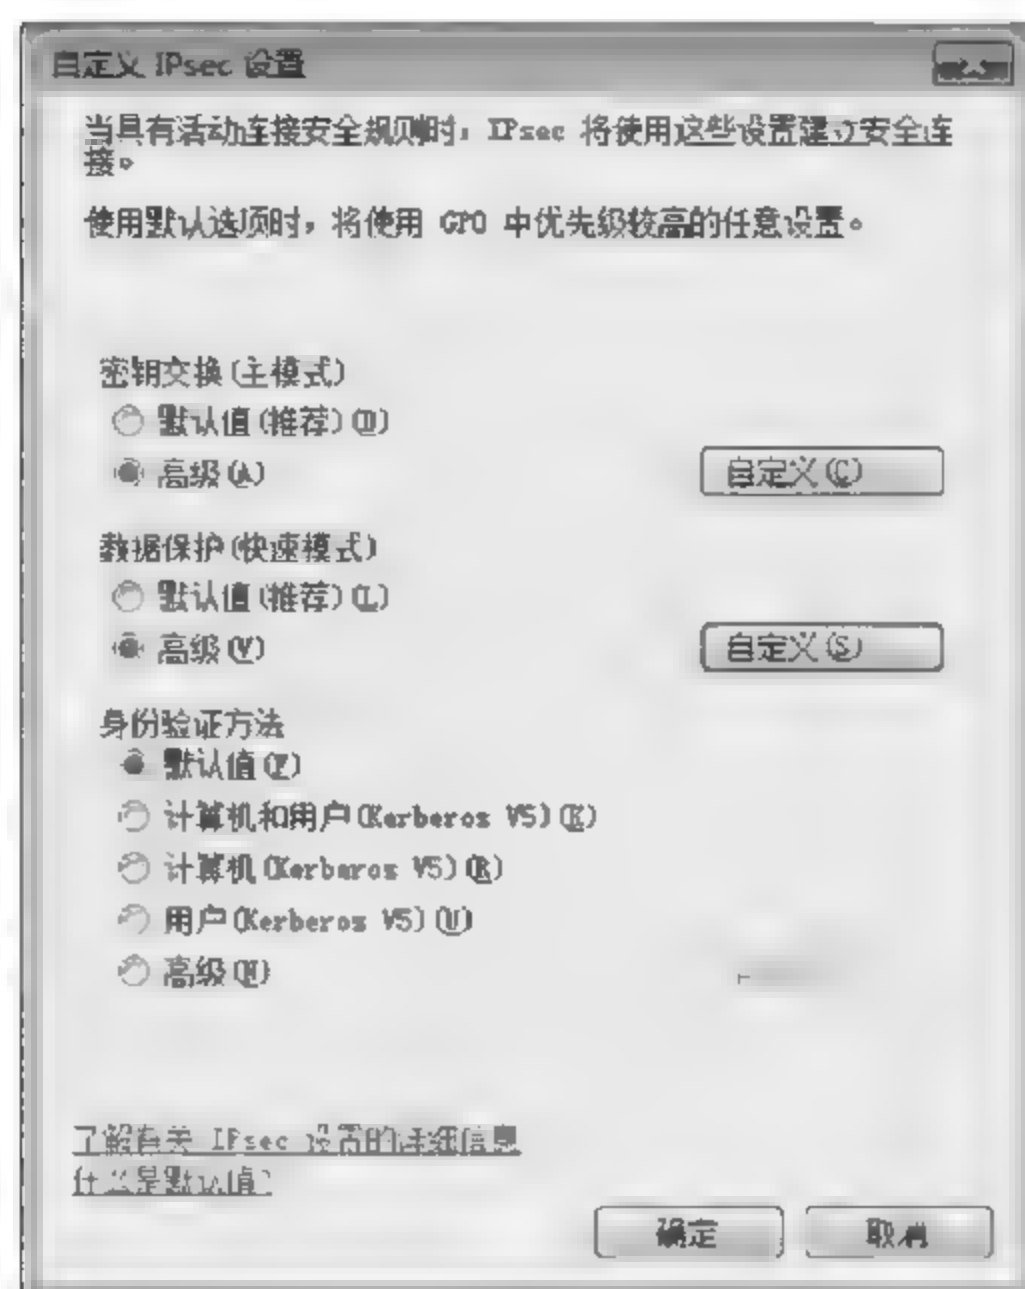 自定义 IPsec 设置
当具有活动连接安全规则时，IPsec 将使用这些设置建立安全连
接。
使用默认选项时，将使用 GPO 中优先级较高的任意设置。
密钥交换(主模式)
默认值(推荐)(D)
高级(A)
自定义(C)
数据保护(快速模式)
默认值(推荐)(L)
高级(V)
自定义(S)
身份验证方法
默认值(F)
计算机和用户(Kerberos V5)(E)
计算机(Kerberos V5)(R)
用户(Kerberos V5)(U)
高级(N)
了解有关 IPsec 设置的详细信息
什么是默认值?
确定
取消